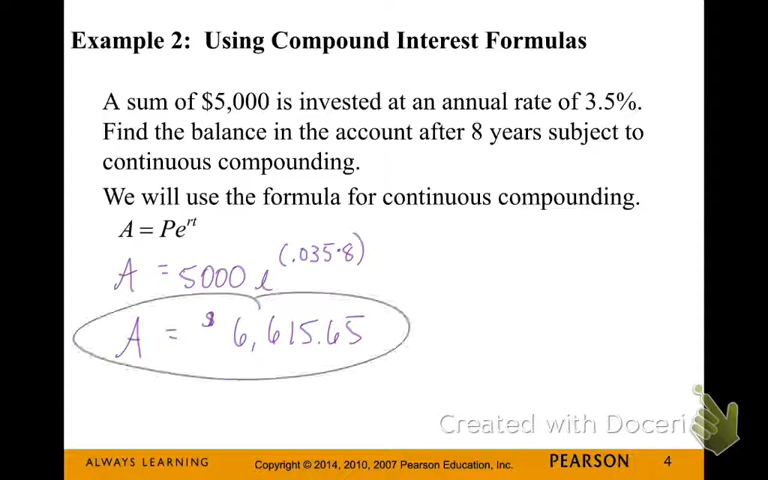 Example 2: Using Compound Interest Formulas
A sum of $5,000 is invested at an annual rate of 3.5%.
Find the balance in the account after 8 years subject to
continuous compounding.
We will use the formula for continuous compounding.
A = Pe^rt
A = 5000 e^(.035·8)
A = $6,615.65
Created with Doceri
ALWAYS LEARNING
Copyright © 2014, 2010, 2007 Pearson Education, Inc.
PEARSON
4